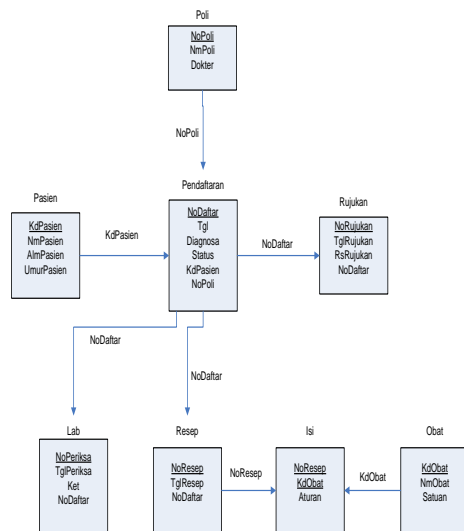 Poli
NoPoli
NmPoli
Dokter
NoPoli
Pendaftaran
Pasien
Rujukan
KdPasien
NmPasien
AlmPasien
UmurPasien
KdPasien
NoDaftar
Tgl
Diagnosa
Status
KdPasien
NoPoli
NoDaftar
NoRujukan
TglRujukan
RsRujukan
NoDaftar
NoDaftar
NoDaftar
Lab
Resep
Isi
Obat
NoPeriksa
TglPeriksa
Ket
NoDaftar
NoResep
TglResep
NoDaftar
NoResep
NoResep
KdObat
Aturan
KdObat
KdObat
NmObat
Satuan